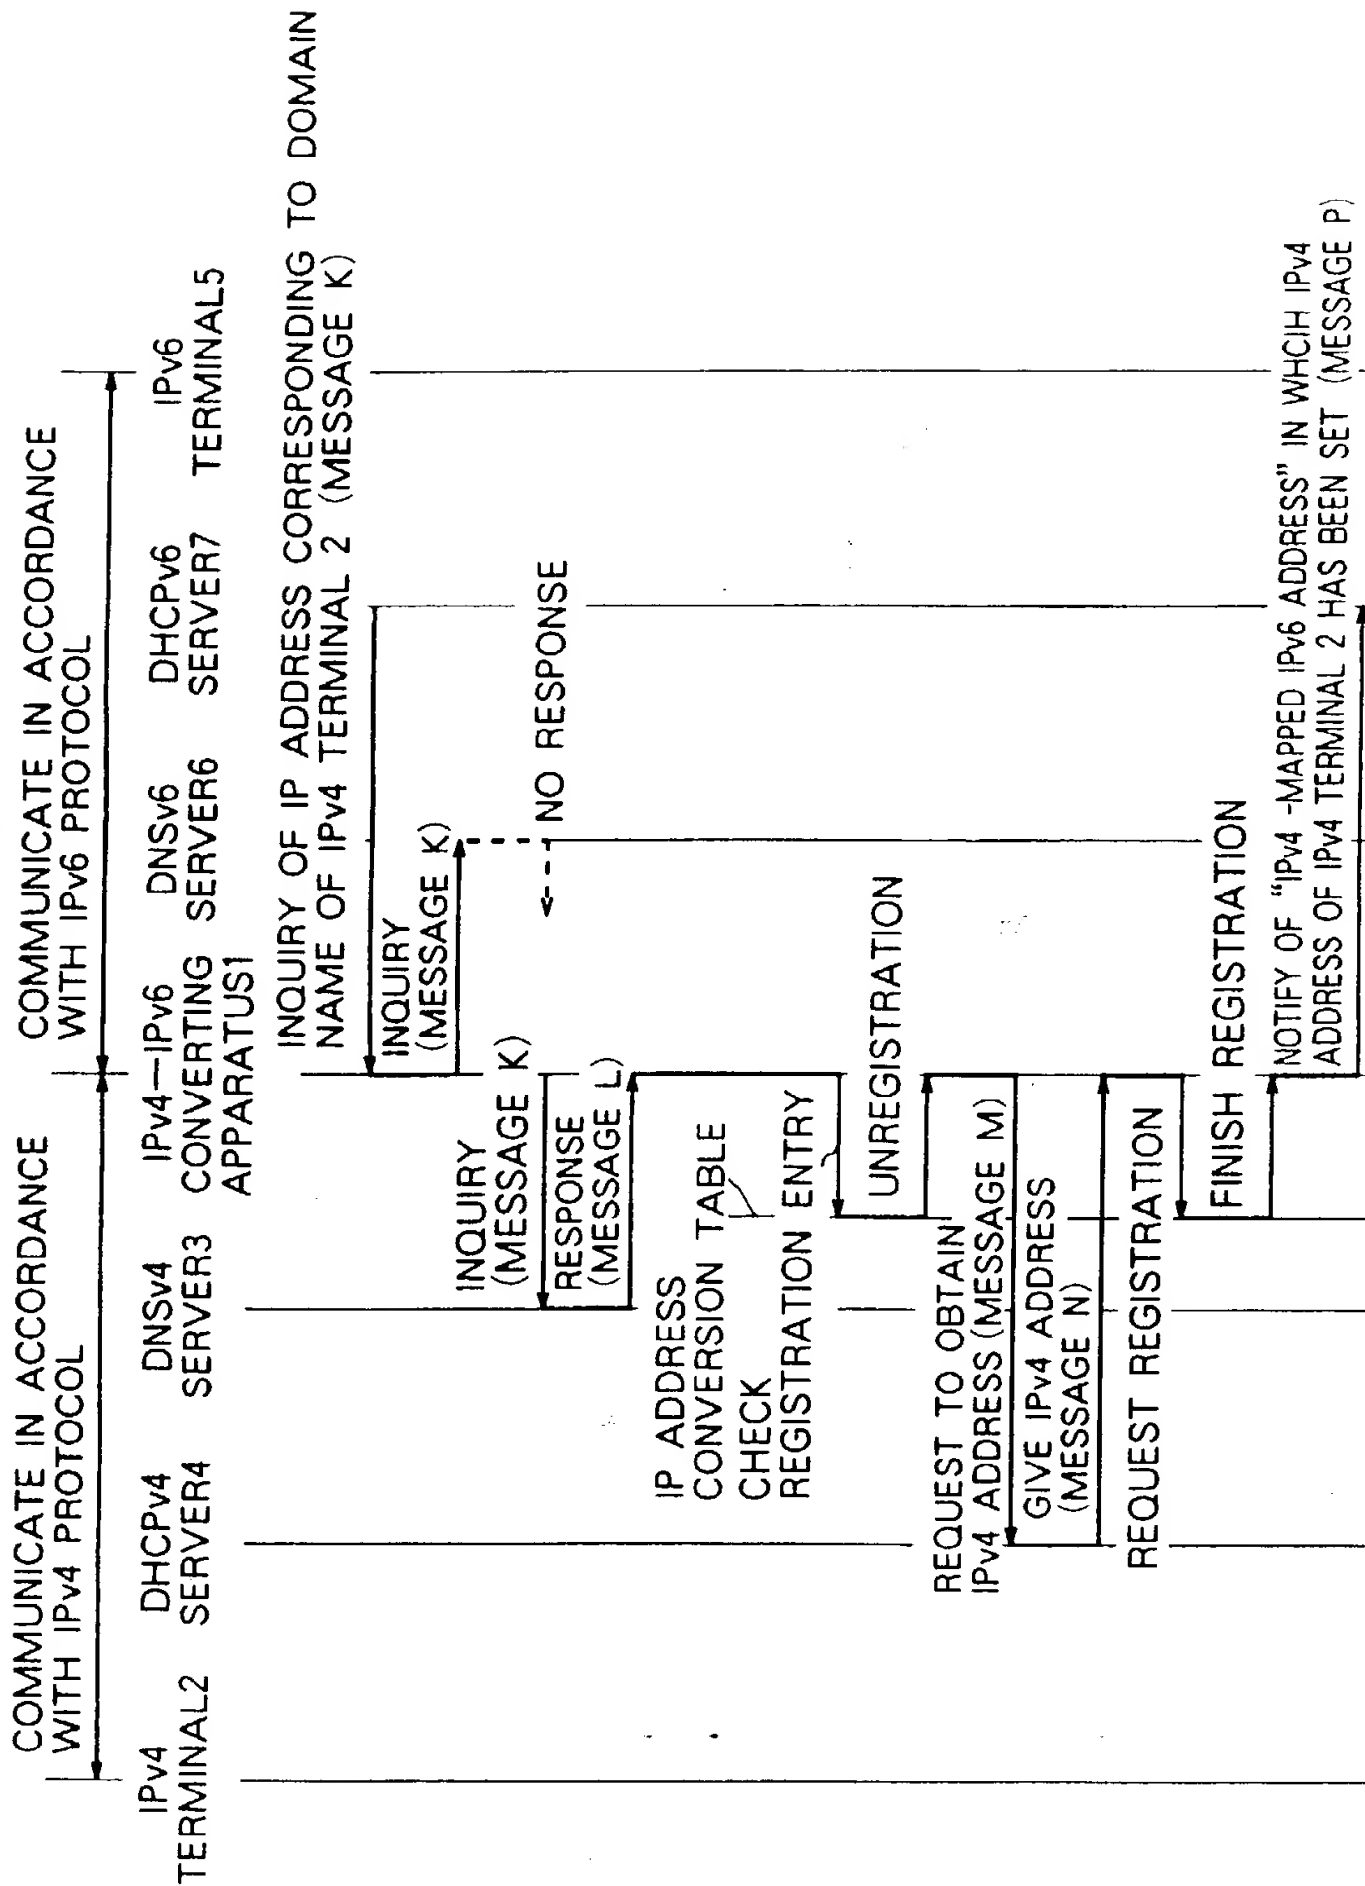 COMMUNICATE IN ACCORDANCE
WITH IPv4 PROTOCOL
COMMUNICATE IN ACCORDANCE
WITH IPv6 PROTOCOL
IPv4
TERMINAL2
DHCPv4
SERVER4
DNSv4
SERVER3
IPv4—IPv6
CONVERTING
APPARATUS1
DNSv6
SERVER6
DHCPv6
SERVER7
IPv6
TERMINAL5
INQUIRY OF IP ADDRESS CORRESPONDING TO DOMAIN
NAME OF IPv4 TERMINAL 2 (MESSAGE K)
INQUIRY
(MESSAGE K)
NO RESPONSE
INQUIRY
(MESSAGE K)
RESPONSE
(MESSAGE L)
IP ADDRESS
CONVERSION TABLE
CHECK
REGISTRATION ENTRY
UNREGISTRATION
REQUEST TO OBTAIN
IPv4 ADDRESS (MESSAGE M)
GIVE IPv4 ADDRESS
(MESSAGE N)
REQUEST REGISTRATION
FINISH REGISTRATION
NOTIFY OF "IPv4 -MAPPED IPv6 ADDRESS" IN WHCIH IPv4
ADDRESS OF IPv4 TERMINAL 2 HAS BEEN SET (MESSAGE P)